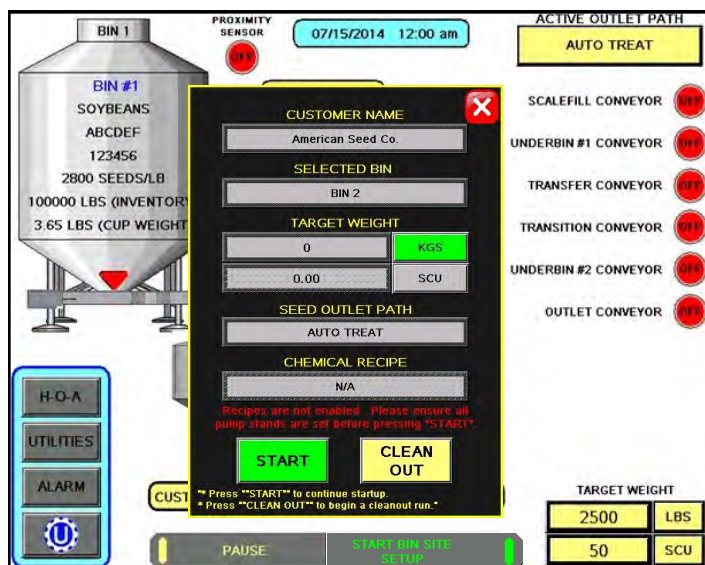 BIN 1
PROXIMITY
SENSOR
OFF
07/15/2014 12:00 am
ACTIVE OUTLET PATH
AUTO TREAT
BIN #1
SOYBEANS
ABCDEF
123456
2800 SEEDS/LB
100000 LBS (INVENTORY
3.65 LBS (CUP WEIGHT
CUSTOMER NAME
American Seed Co.
SELECTED BIN
BIN 2
TARGET WEIGHT
0 KGS
0.00 SCU
SEED OUTLET PATH
AUTO TREAT
CHEMICAL RECIPE
N/A
Recipes are not enabled. Please ensure all
pump stands are set before pressing "START".
START
CLEAN
OUT
"* Press ""START"" to continue startup.
* Press ""CLEAN OUT"" to begin a cleanout run."
SCALEFILL CONVEYOR OFF
UNDERBIN #1 CONVEYOR OFF
TRANSFER CONVEYOR OFF
TRANSITION CONVEYOR OFF
UNDERBIN #2 CONVEYOR OFF
OUTLET CONVEYOR OFF
H-O-A
UTILITIES
ALARM
U
CUST
PAUSE
START BIN SITE
SETUP
TARGET WEIGHT
2500 LBS
50 SCU